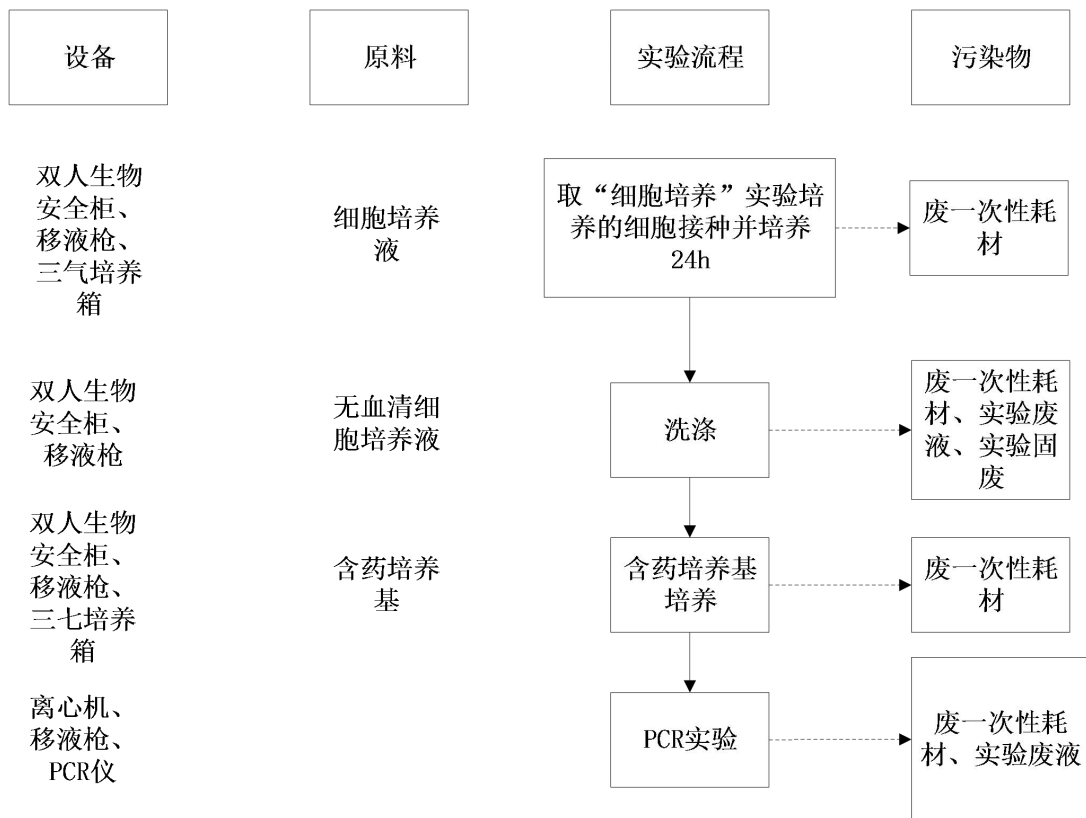 设备
原料
实验流程
污染物
双人生物
安全柜、
移液枪、
三气培养
箱
细胞培养
液
取“细胞培养”实验培
养的细胞接种并培养
24h
废一次性耗
材
双人生物
安全柜、
移液枪
无血清细
胞培养液
洗涤
废一次性耗
材、实验废
液、实验固
废
双人生物
安全柜、
移液枪、
三七培养
箱
含药培养
基
含药培养基
培养
废一次性耗
材
离心机、
移液枪、
PCR仪
PCR实验
废一次性耗
材、实验废液